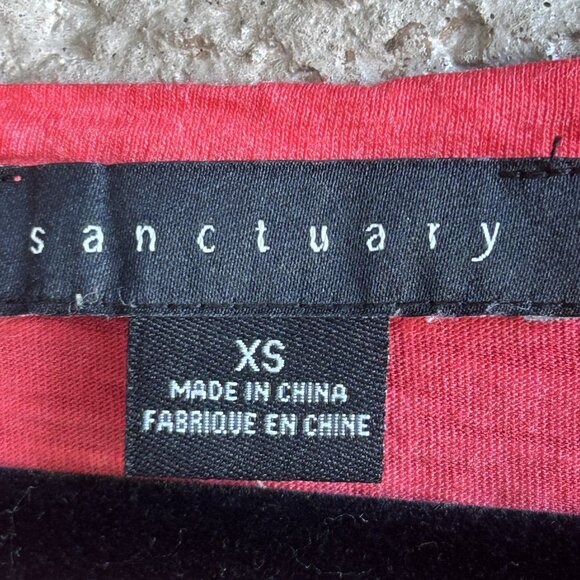 sanctuary
XS
MADE IN CHINA
FABRIQUE EN CHINE